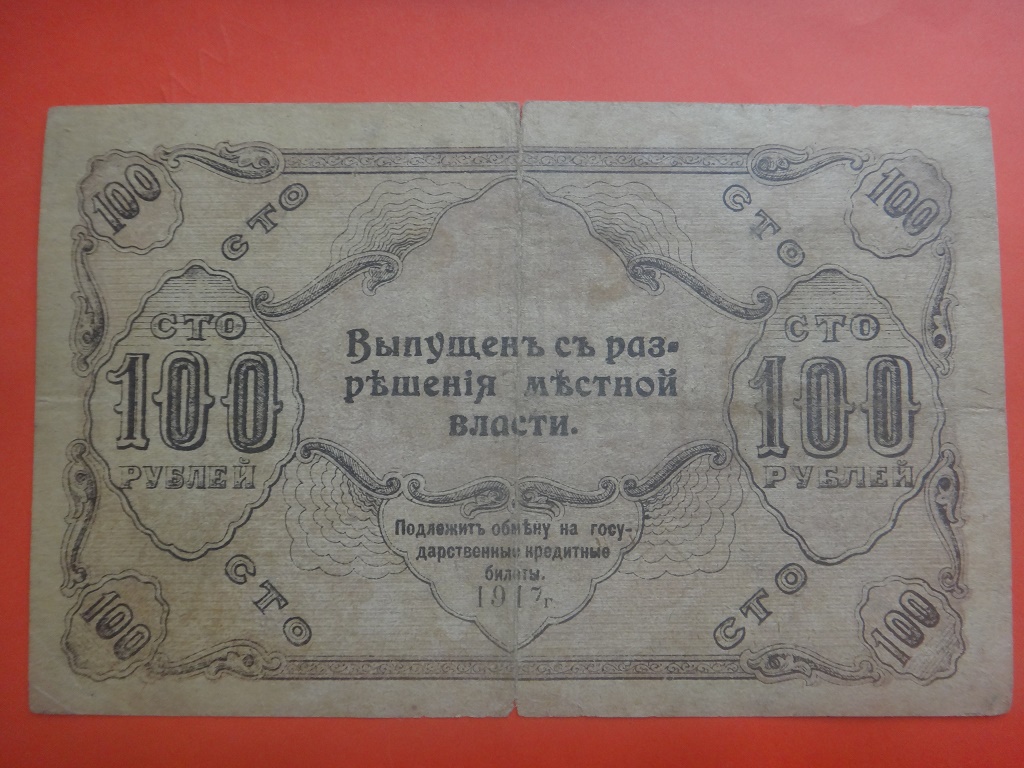 100
СТО
СТО
100
СТО
100
РУБЛЕЙ
Выпущенъ съ раз-
рѣшенія мѣстной
власти.
СТО
100
РУБЛЕЙ
Подлежитъ обмѣну на госу-
дарственные кредитные
билеты.
1917г
100
СТО
СТО
100